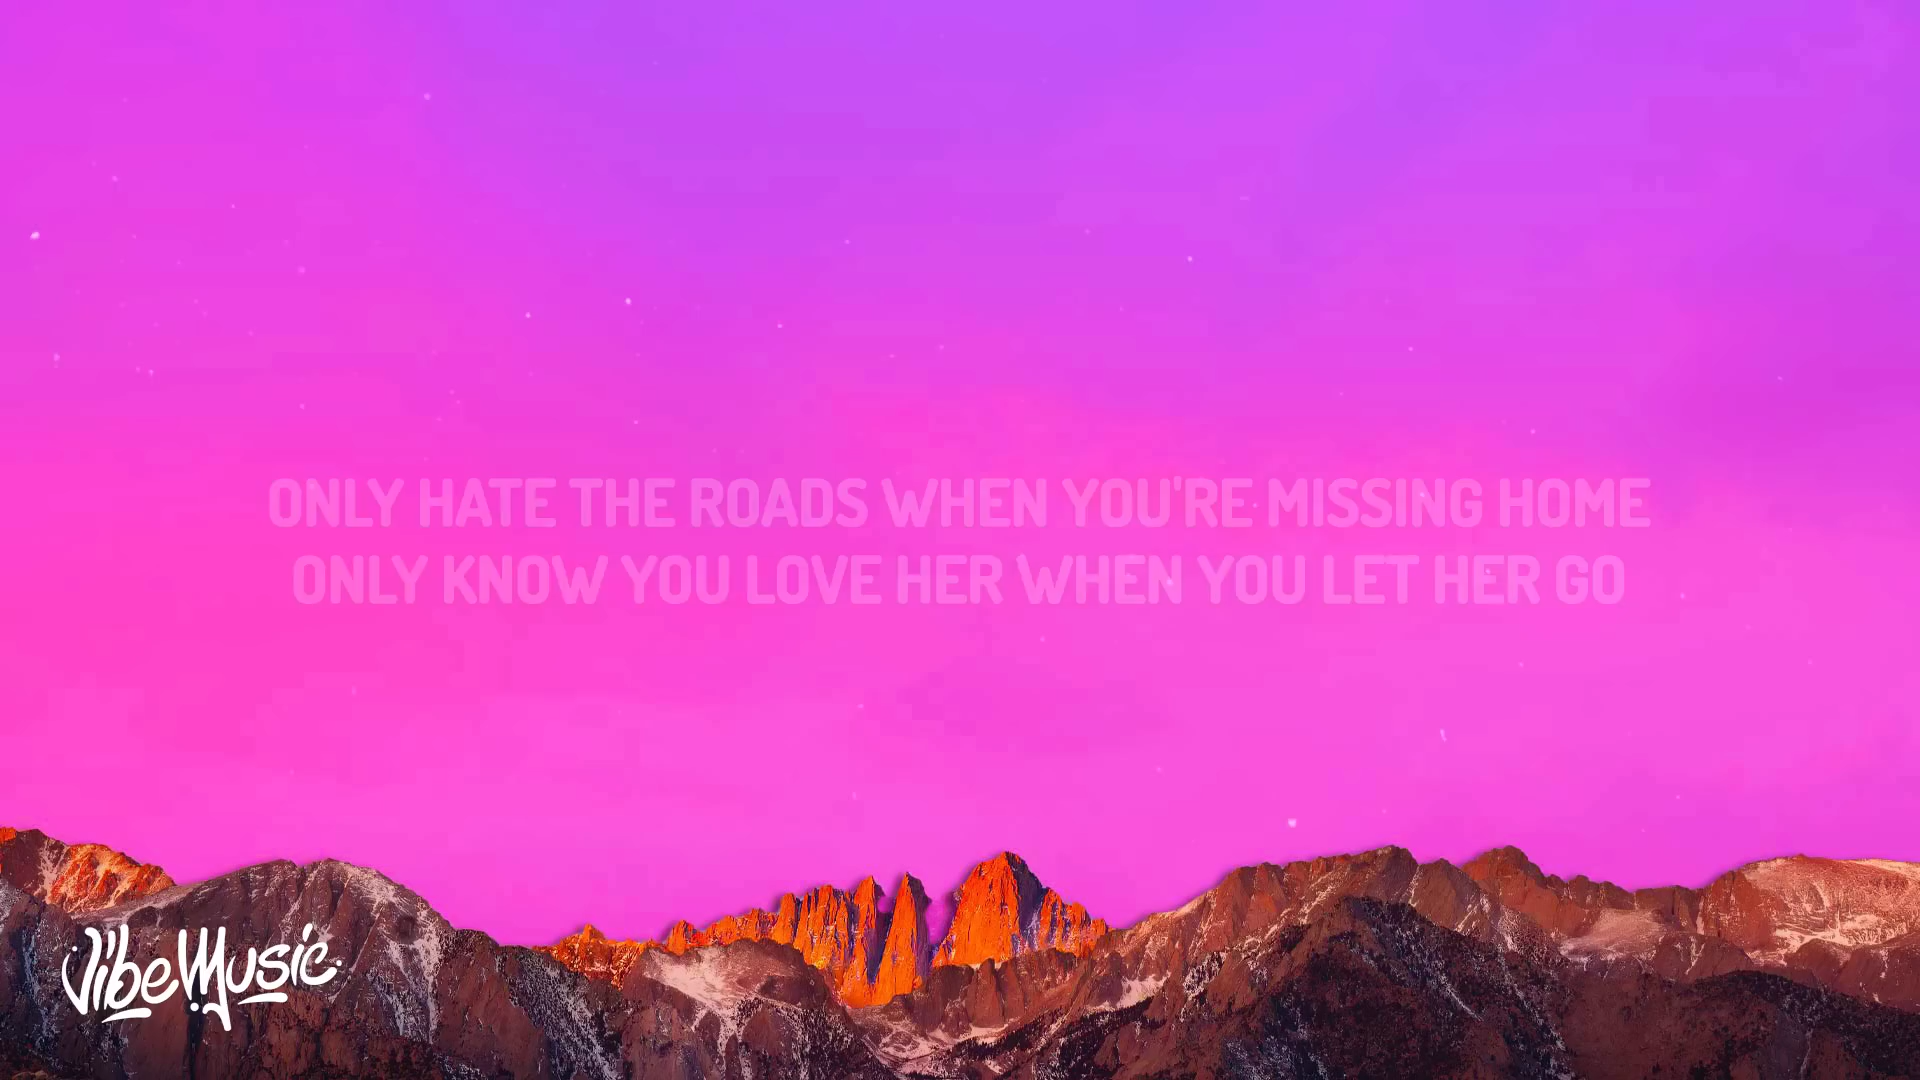 ONLY HATE THE ROADS WHEN YOU'RE MISSING HOME
ONLY KNOW YOU LOVE HER WHEN YOU LET HER GO
VibeMusic